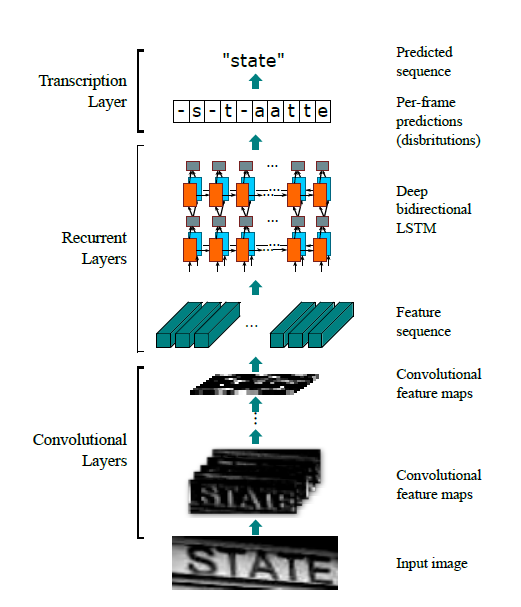 "state"
Predicted
sequence
Transcription
Layer
-s-t-aatte
Per-frame
predictions
(disbritutions)
Deep
bidirectional
LSTM
Recurrent
Layers
...
Feature
sequence
Convolutional
feature maps
Convolutional
Layers
STATE
Convolutional
feature maps
STATE
Input image